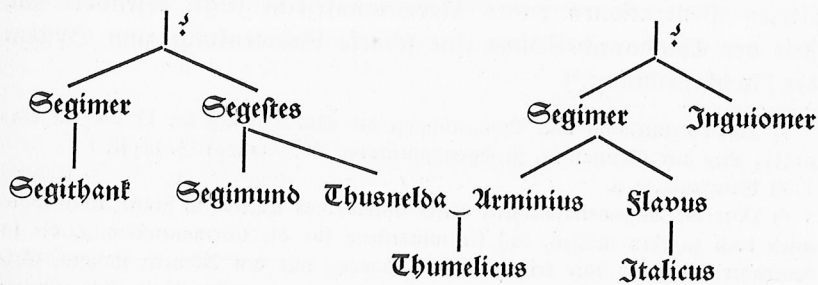 ? ?
Segimer Segestes Segimer Inguiomer
Segithank Segimund Thusnelda Arminius Flavus
Thumelicus Italicus